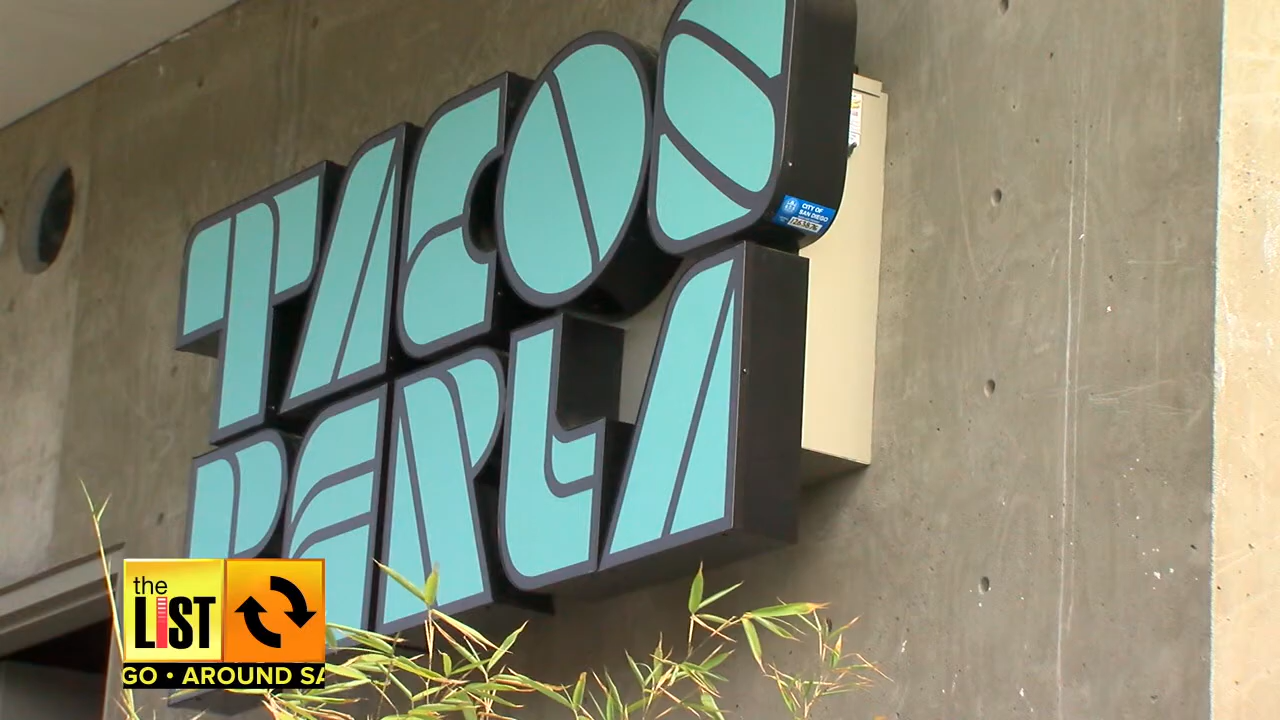 TACOS
PERLA
CITY OF
SAN DIEGO
the
LIST
GO • AROUND SA